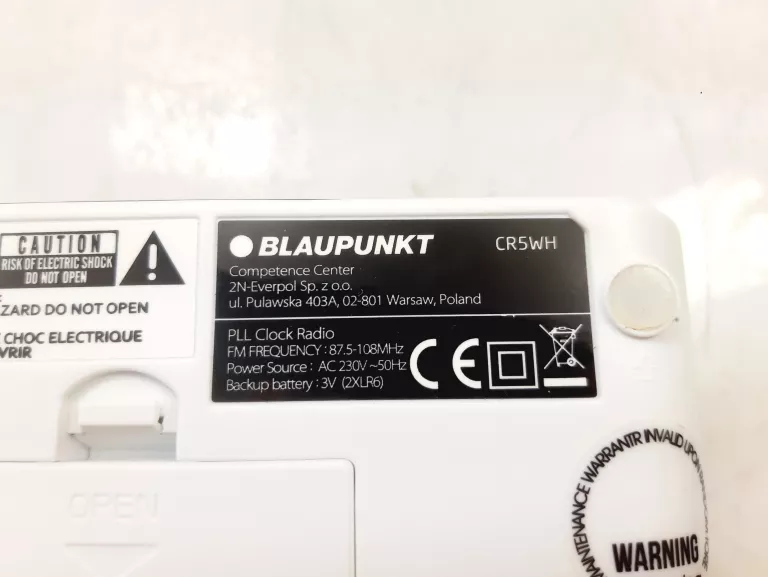 CAUTION
RISK OF ELECTRIC SHOCK
DO NOT OPEN
ZARD DO NOT OPEN
CHOC ELECTRIQUE
VRIR
BLAUPUNKT
CR5WH
Competence Center
2N-Everpol Sp. z o.o.
ul. Pulawska 403A, 02-801 Warsaw, Poland
PLL Clock Radio
FM FREQUENCY : 87.5-108MHz
Power Source : AC 230V ~50Hz
Backup battery : 3V (2XLR6)
CE
OPEN
MAINTENANCE WARRANTR INVALID UPON
WARNING